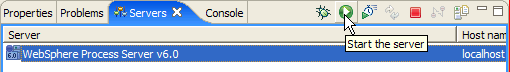 Properties Problems Servers Console
Server Host nam
WebSphere Process Server v6.0 localhost
Start the server